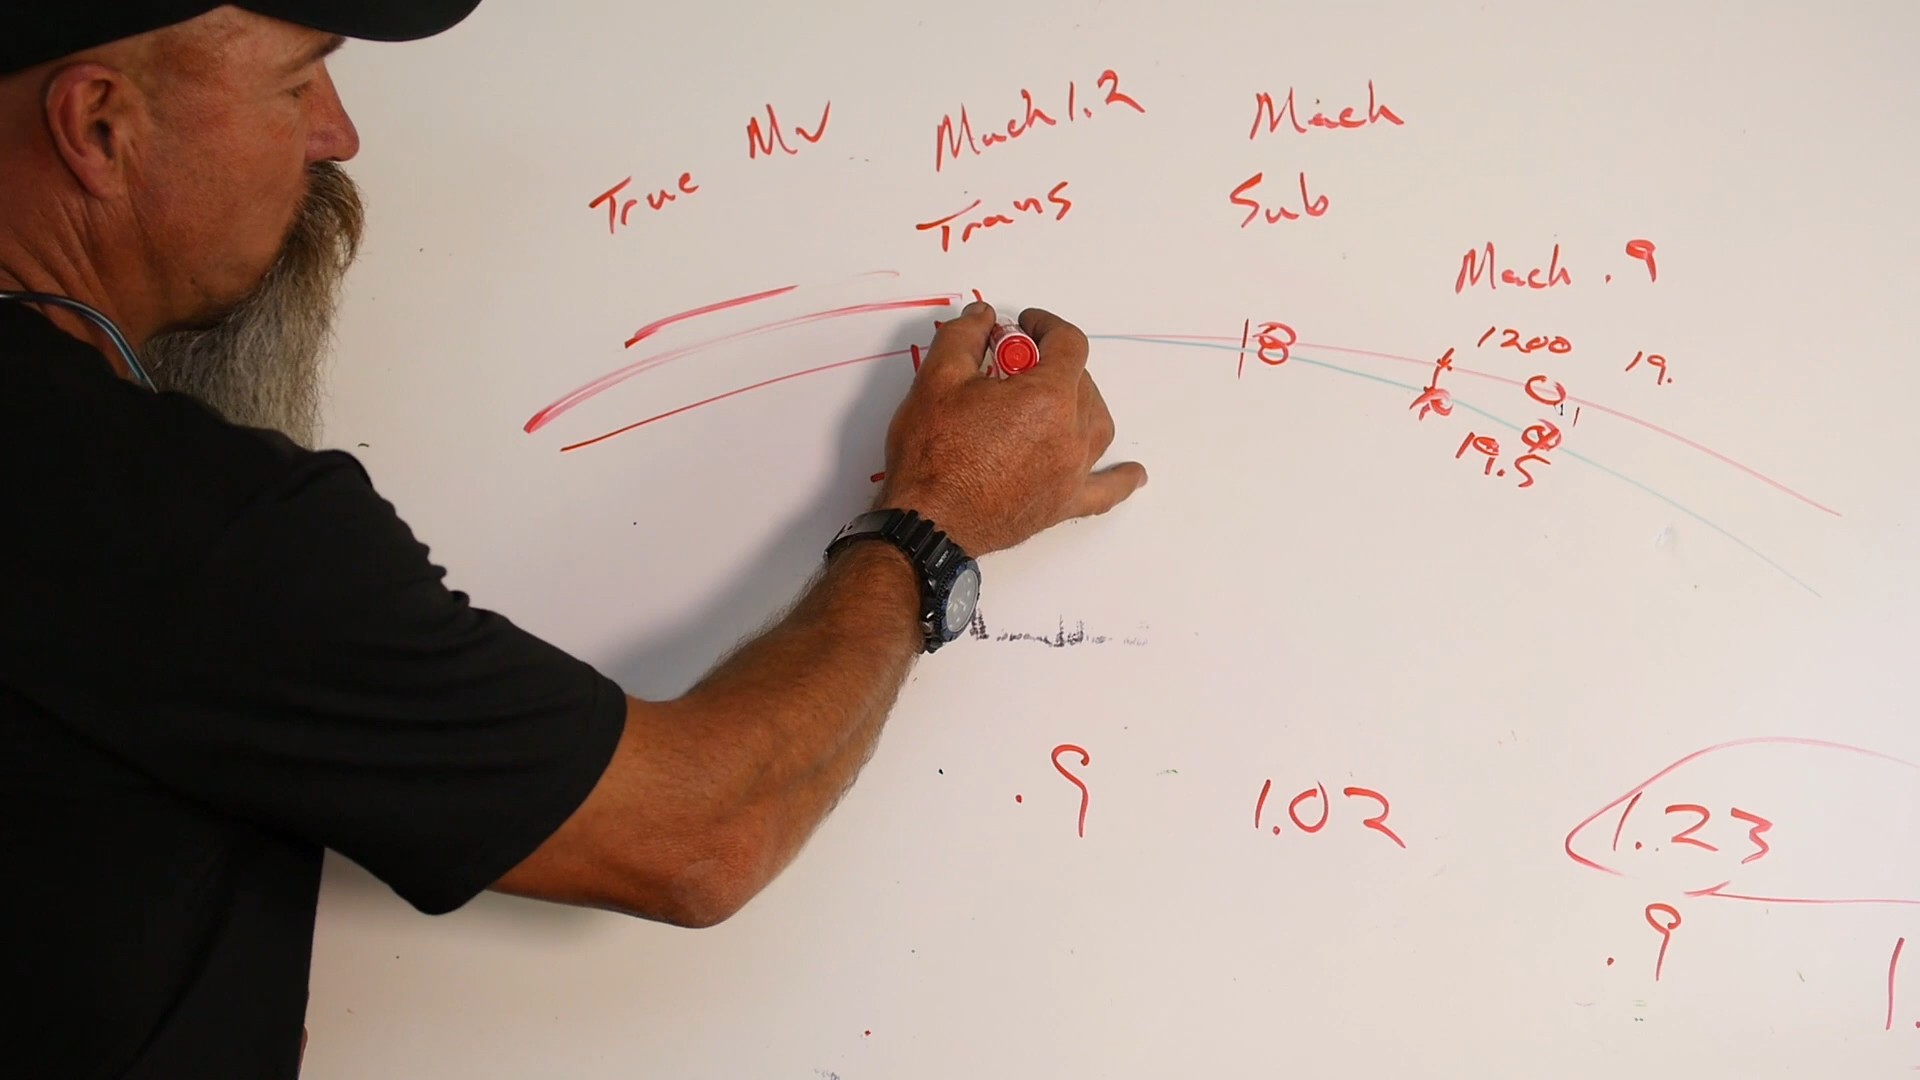 True MV Mach 1.2 Mach
Trans Sub
Mach .9
1200 19.
19.5
.9 1.02 1.23
.9 1.